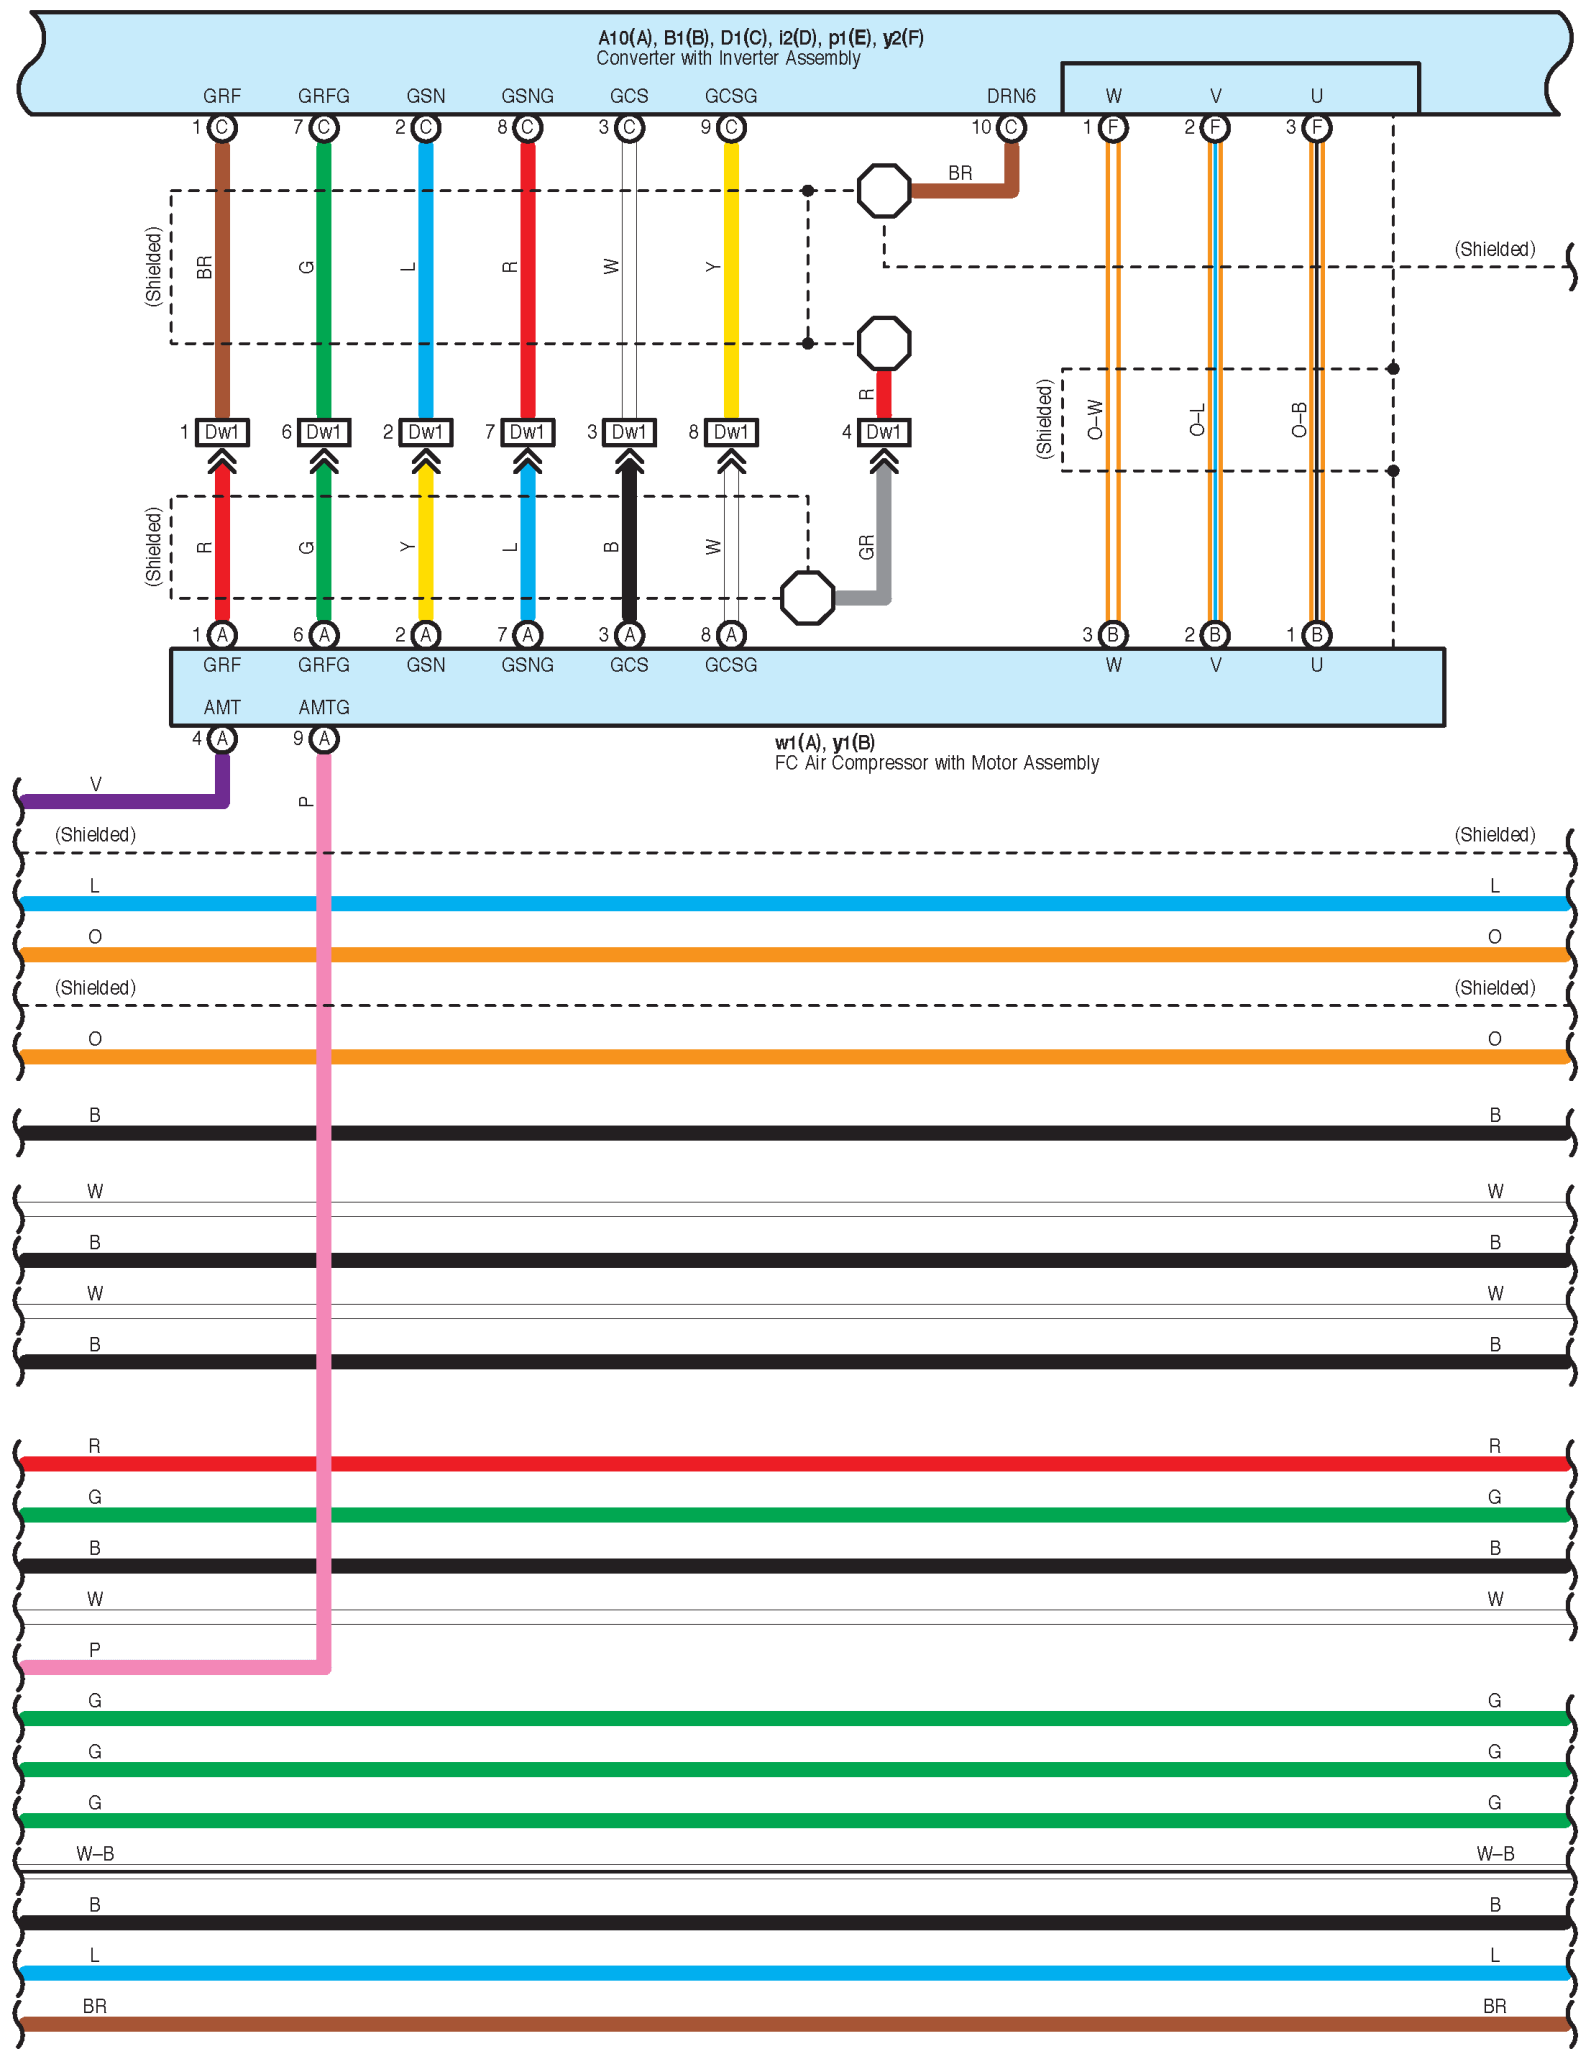 A10(A), B1(B), D1(C), i2(D), p1(E), y2(F)
Converter with Inverter Assembly
GRF GRFG GSN GSNG GCS GCSG DRN6 W V U
1 C 7 C 2 C 8 C 3 C 9 C 10 C 1 F 2 F 3 F
BR
(Shielded)
(Shielded) BR G L R W Y
R
(Shielded) O–W O–L O–B
1 Dw1 6 Dw1 2 Dw1 7 Dw1 3 Dw1 8 Dw1 4 Dw1
(Shielded) R G Y L B W GR
1 A 6 A 2 A 7 A 3 A 8 A 3 B 2 B 1 B
GRF GRFG GSN GSNG GCS GCSG W V U
AMT AMTG
4 A 9 A
w1(A), y1(B)
FC Air Compressor with Motor Assembly
V
P
(Shielded) (Shielded)
L L
O O
(Shielded) (Shielded)
O O
B B
W W
B B
W W
B B
R R
G G
B B
W W
P
G G
G G
G G
W–B W–B
B B
L L
BR BR